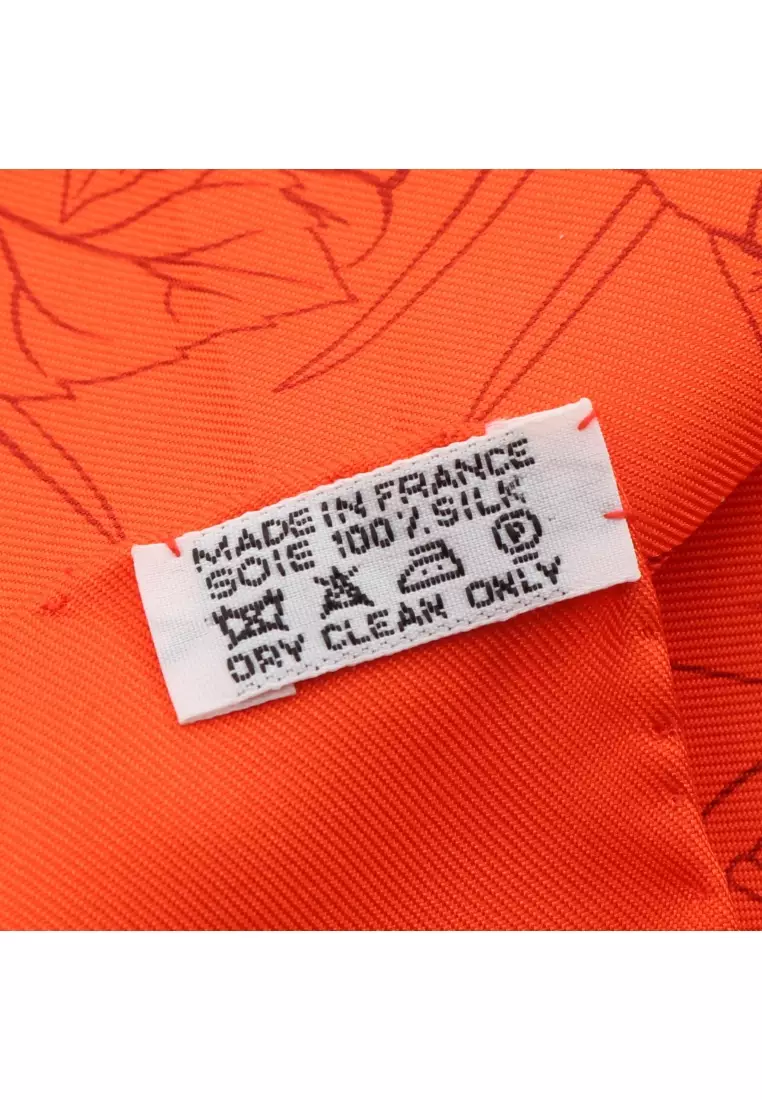 MADE IN FRANCE
SOIE 100% SILK
P
DRY CLEAN ONLY